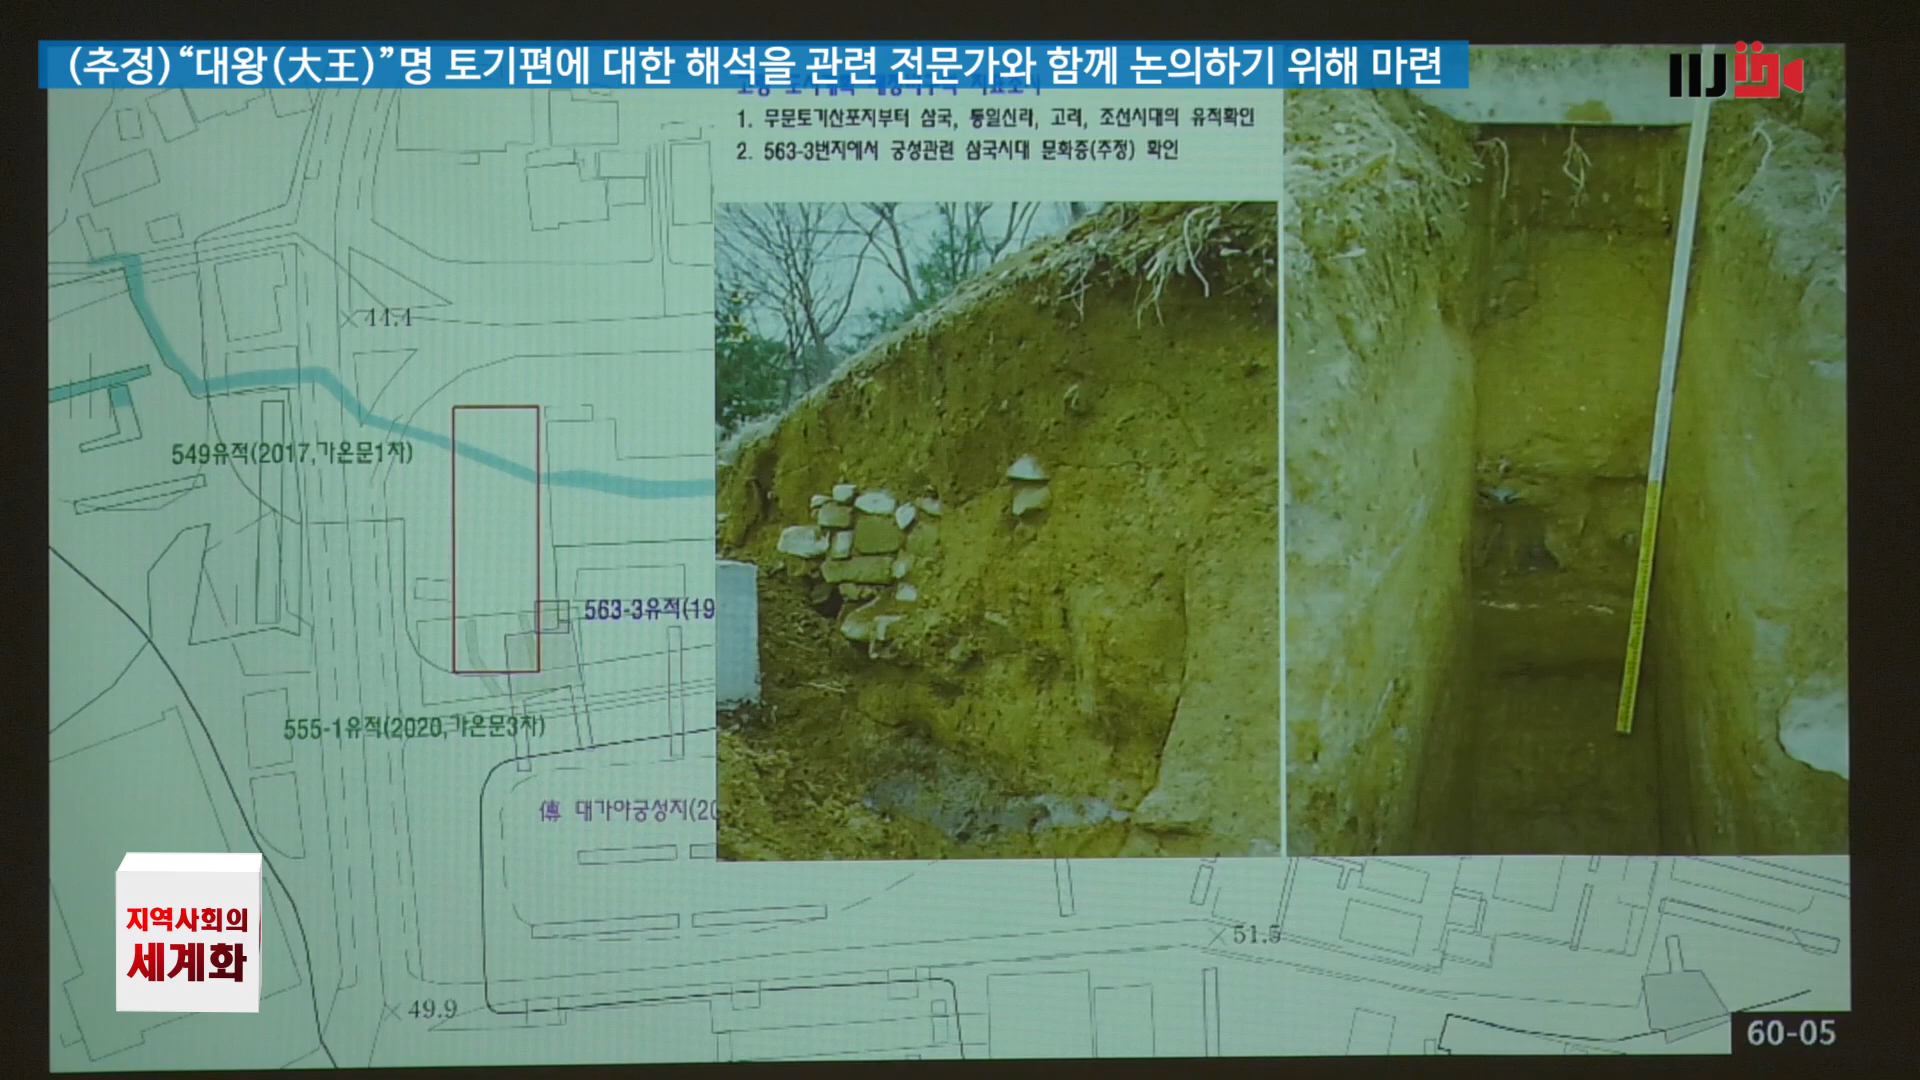 (추정) “대왕(大王)”명 토기편에 대한 해석을 관련 전문가와 함께 논의하기 위해 마련
1. 무문토기산포지부터 삼국, 통일신라, 고려, 조선시대의 유적확인
2. 563-3번지에서 궁성관련 삼국시대 문화층(추정) 확인
44.4
549유적(2017,가온문1차)
563-3유적(19
555-1유적(2020,가온문3차)
傳 대가야궁성지(20
지역사회의
세계화
51.5
49.9
60-05